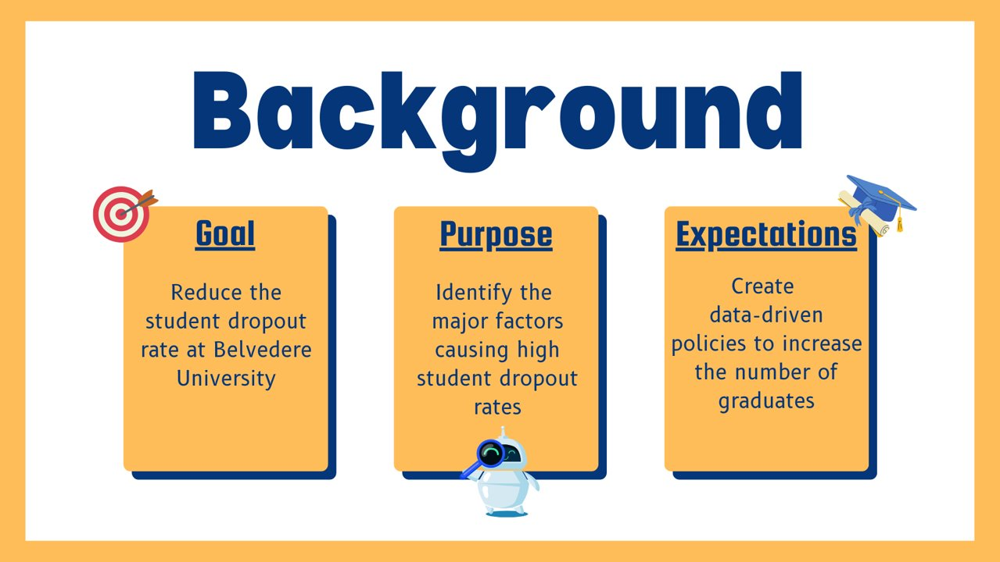 Background
Goal
Reduce the
student dropout
rate at Belvedere
University
Purpose
Identify the
major factors
causing high
student dropout
rates
Expectations
Create
data-driven
policies to increase
the number of
graduates